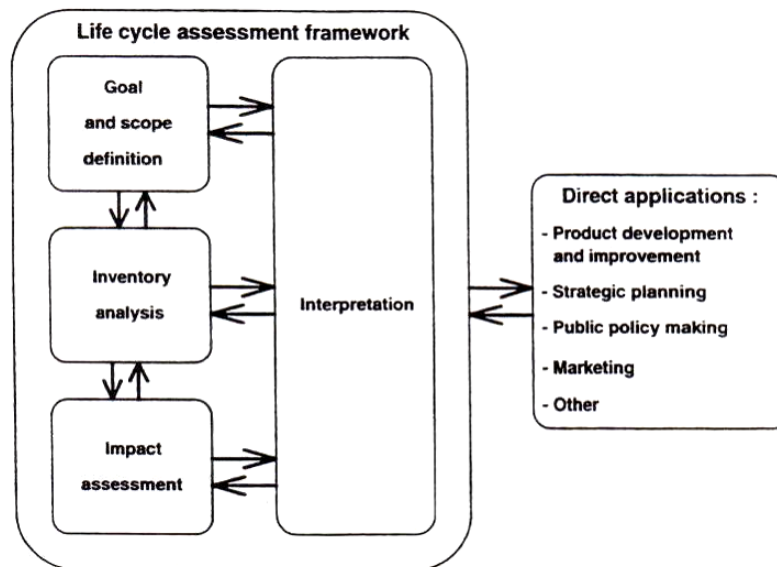 Life cycle assessment framework
Goal
and scope
definition
Inventory
analysis
Impact
assessment
Interpretation
Direct applications :
- Product development
and improvement
- Strategic planning
- Public policy making
- Marketing
- Other